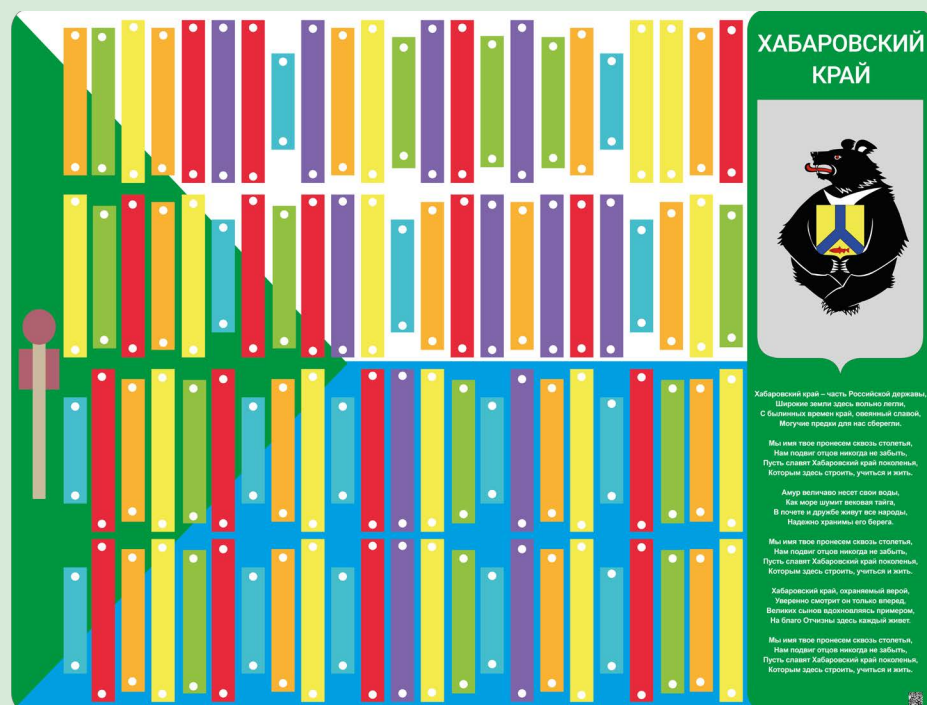 ХАБАРОВСКИЙ
КРАЙ
Хабаровский край – часть Российской державы,
Широкие земли здесь вольно легли,
С былинных времен край, овеянный славой,
Могучие предки для нас сберегли.
Мы имя твое пронесем сквозь столетья,
Нам подвиг отцов никогда не забыть,
Пусть славят Хабаровский край поколенья,
Которым здесь строить, учиться и жить.
Амур величаво несет свои воды,
Как море шумит вековая тайга,
В почете и дружбе живут все народы,
Надежно хранимы его берега.
Мы имя твое пронесем сквозь столетья,
Нам подвиг отцов никогда не забыть,
Пусть славят Хабаровский край поколенья,
Которым здесь строить, учиться и жить.
Хабаровский край, охраняемый верой,
Уверенно смотрит он только вперед,
Великих сынов вдохновляясь примером,
На благо Отчизны здесь каждый живет.
Мы имя твое пронесем сквозь столетья,
Нам подвиг отцов никогда не забыть,
Пусть славят Хабаровский край поколенья,
Которым здесь строить, учиться и жить.